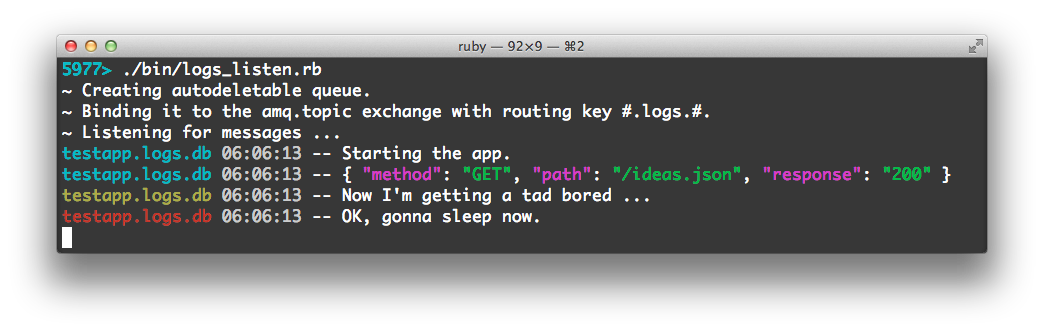 ruby — 92×9 — ⌘2
5977> ./bin/logs_listen.rb
~ Creating autodeletable queue.
~ Binding it to the amq.topic exchange with routing key #.logs.#.
~ Listening for messages ...
testapp.logs.db 06:06:13 -- Starting the app.
testapp.logs.db 06:06:13 -- { "method": "GET", "path": "/ideas.json", "response": "200" }
testapp.logs.db 06:06:13 -- Now I'm getting a tad bored ...
testapp.logs.db 06:06:13 -- OK, gonna sleep now.